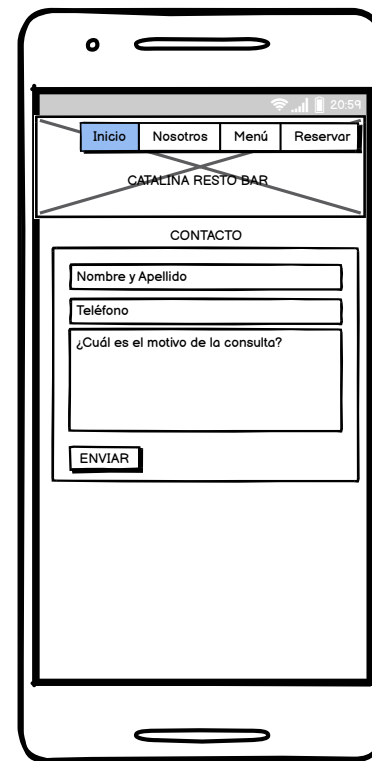 20:59
Inicio Nosotros Menú Reservar
CATALINA RESTO BAR
CONTACTO
Nombre y Apellido
Teléfono
¿Cuál es el motivo de la consulta?
ENVIAR